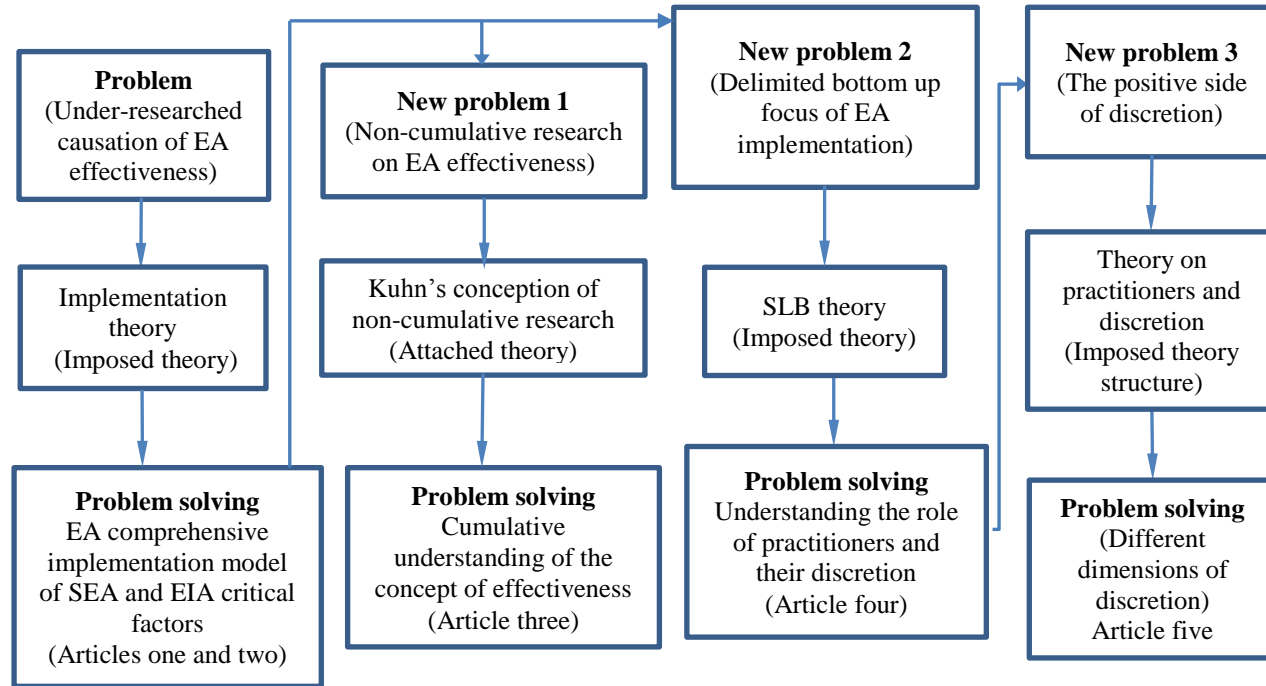 Problem
(Under-researched
causation of EA
effectiveness)
Implementation
theory
(Imposed theory)
Problem solving
EA comprehensive
implementation model
of SEA and EIA critical
factors
(Articles one and two)
New problem 1
(Non-cumulative research
on EA effectiveness)
Kuhn’s conception of
non-cumulative research
(Attached theory)
Problem solving
Cumulative
understanding of the
concept of effectiveness
(Article three)
New problem 2
(Delimited bottom up
focus of EA
implementation)
SLB theory
(Imposed theory)
Problem solving
Understanding the role
of practitioners and
their discretion
(Article four)
New problem 3
(The positive side
of discretion)
Theory on
practitioners and
discretion
(Imposed theory
structure)
Problem solving
(Different
dimensions of
discretion)
Article five